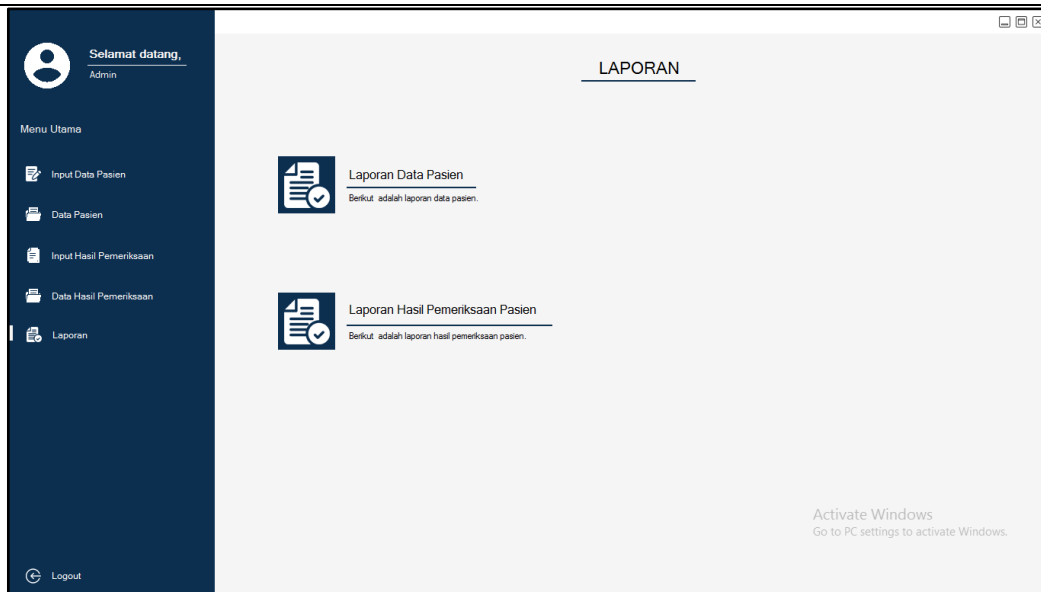 Selamat datang,
Admin
Menu Utama
Input Data Pasien
Data Pasien
Input Hasil Pemeriksaan
Data Hasil Pemeriksaan
Laporan
Logout
LAPORAN
Laporan Data Pasien
Berikut adalah laporan data pasien.
Laporan Hasil Pemeriksaan Pasien
Berikut adalah laporan hasil pemeriksaan pasien.
Activate Windows
Go to PC settings to activate Windows.